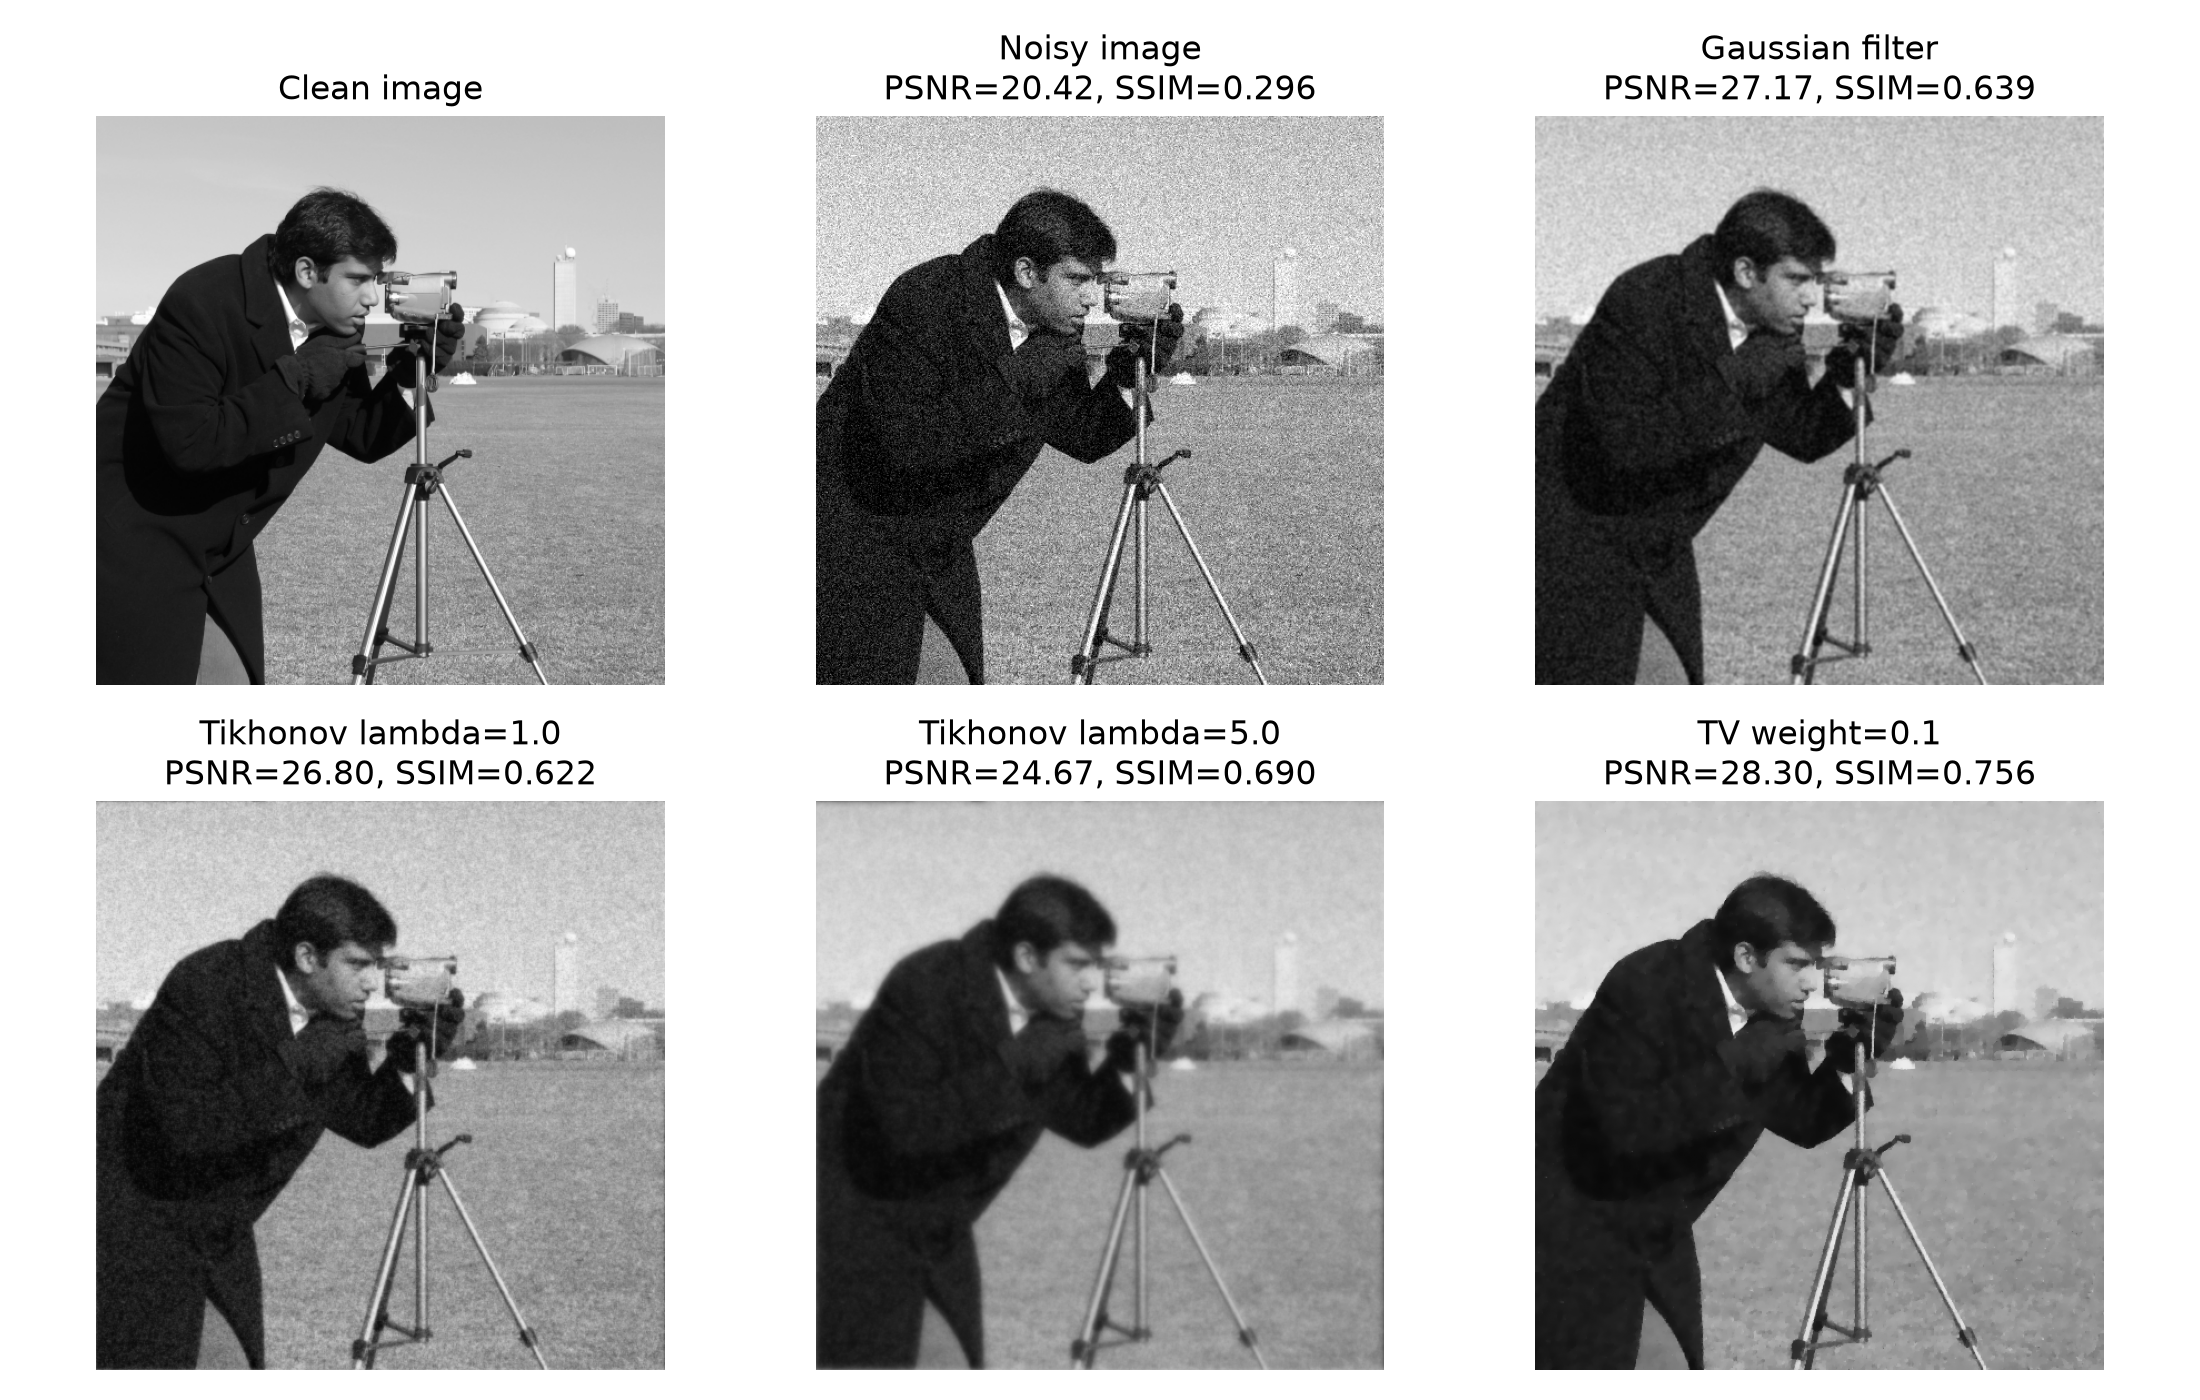 Clean image
Noisy image
PSNR=20.42, SSIM=0.296
Gaussian filter
PSNR=27.17, SSIM=0.639
Tikhonov lambda=1.0
PSNR=26.80, SSIM=0.622
Tikhonov lambda=5.0
PSNR=24.67, SSIM=0.690
TV weight=0.1
PSNR=28.30, SSIM=0.756